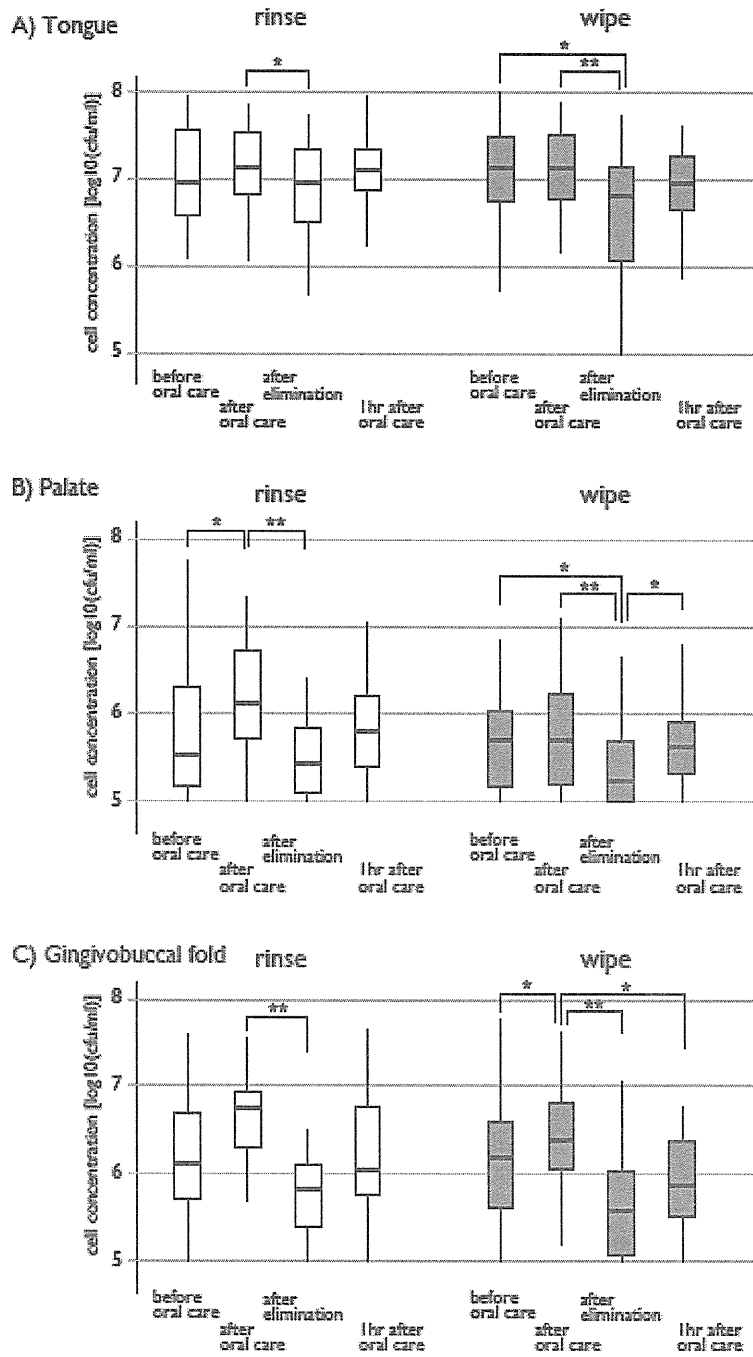 A) Tongue
rinse
wipe
*
*
**
8
7
6
5
cell concentration [log10(cfu/ml)]
before
oral care
after
oral care
after
elimination
1hr after
oral care
before
oral care
after
oral care
after
elimination
1hr after
oral care
B) Palate
rinse
wipe
*
**
*
**
*
8
7
6
5
cell concentration [log10(cfu/ml)]
before
oral care
after
oral care
after
elimination
1hr after
oral care
before
oral care
after
oral care
after
elimination
1hr after
oral care
C) Gingivobuccal fold
rinse
wipe
**
*
*
**
8
7
6
5
cell concentration [log10(cfu/ml)]
before
oral care
after
oral care
after
elimination
1hr after
oral care
before
oral care
after
oral care
after
elimination
1hr after
oral care